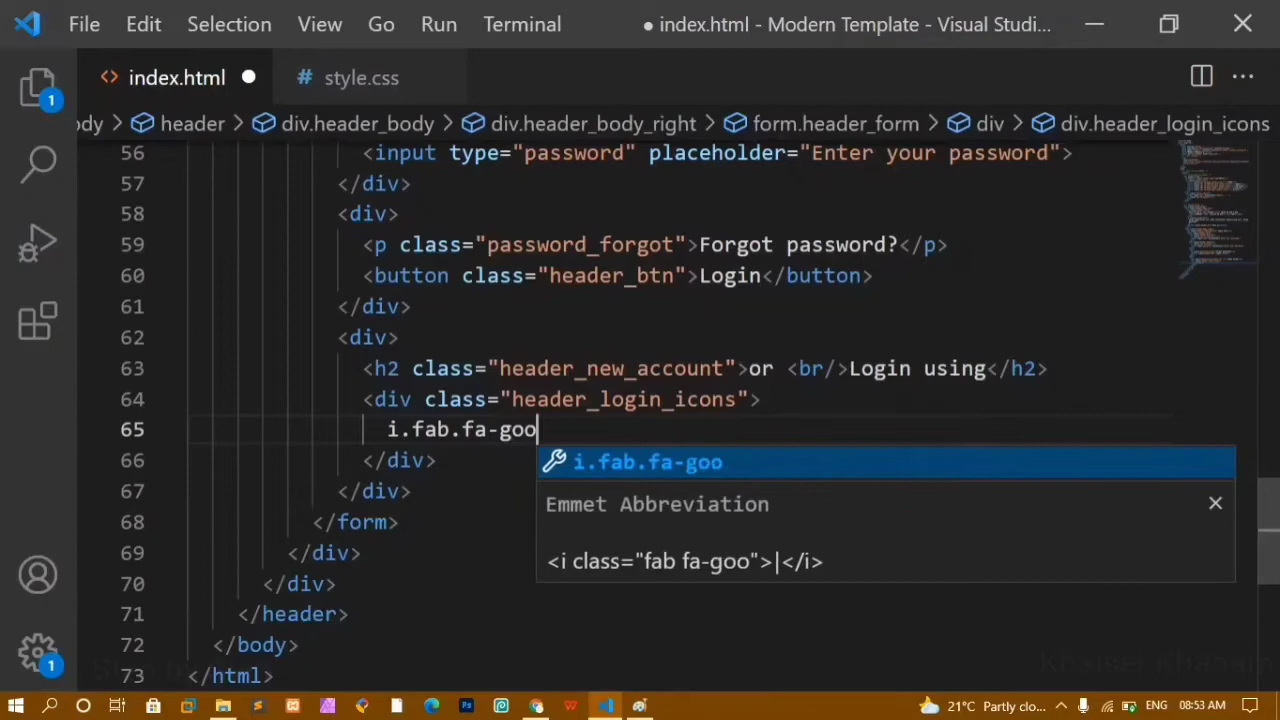 File Edit Selection View Go Run Terminal ● index.html - Modern Template - Visual Studi...
index.html ● # style.css
1
ody > header > div.header_body > div.header_body_right > form.header_form > div > div.header_login_icons
56 <input type="password" placeholder="Enter your password">
57 </div>
58 <div>
59 <p class="password_forgot">Forgot password?</p>
60 <button class="header_btn">Login</button>
61 </div>
62 <div>
63 <h2 class="header_new_account">or <br/>Login using</h2>
64 <div class="header_login_icons">
65 i.fab.fa-goo
66 </div>
i.fab.fa-goo
67 </div>
Emmet Abbreviation
68 </form>
69 </div>
<i class="fab fa-goo">|</i>
70 </div>
71 </header>
72 </body>
1
73 </html>
21°C Partly clo... ENG 08:53 AM